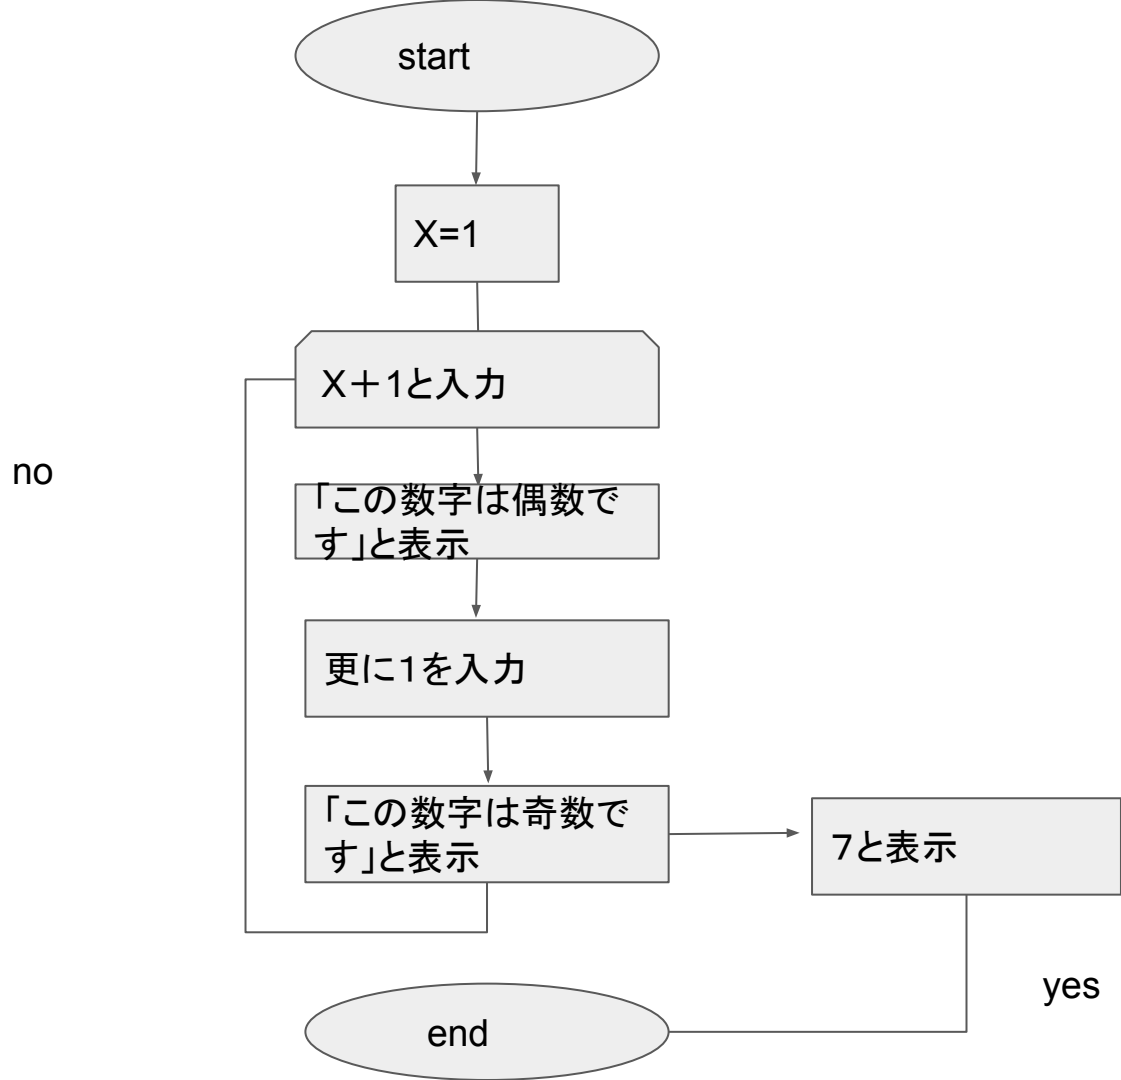 start
X=1
X＋1と入力
no
「この数字は偶数で
す」と表示
更に1を入力
「この数字は奇数で
す」と表示
7と表示
yes
end